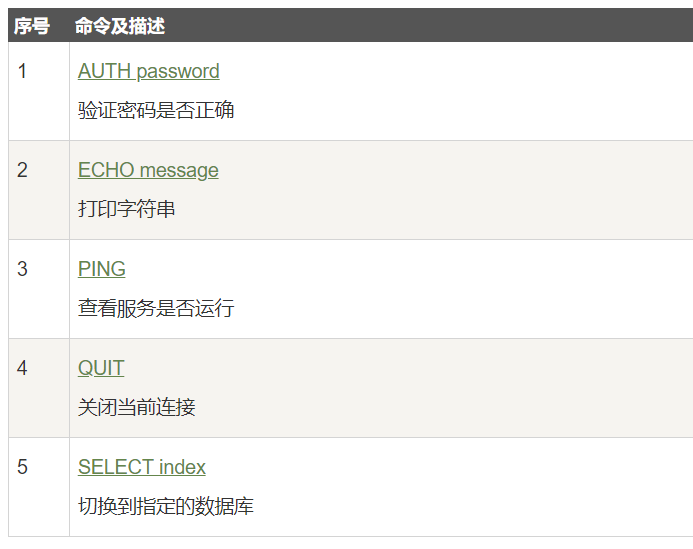 序号 命令及描述
1 AUTH password
验证密码是否正确
2 ECHO message
打印字符串
3 PING
查看服务是否运行
4 QUIT
关闭当前连接
5 SELECT index
切换到指定的数据库